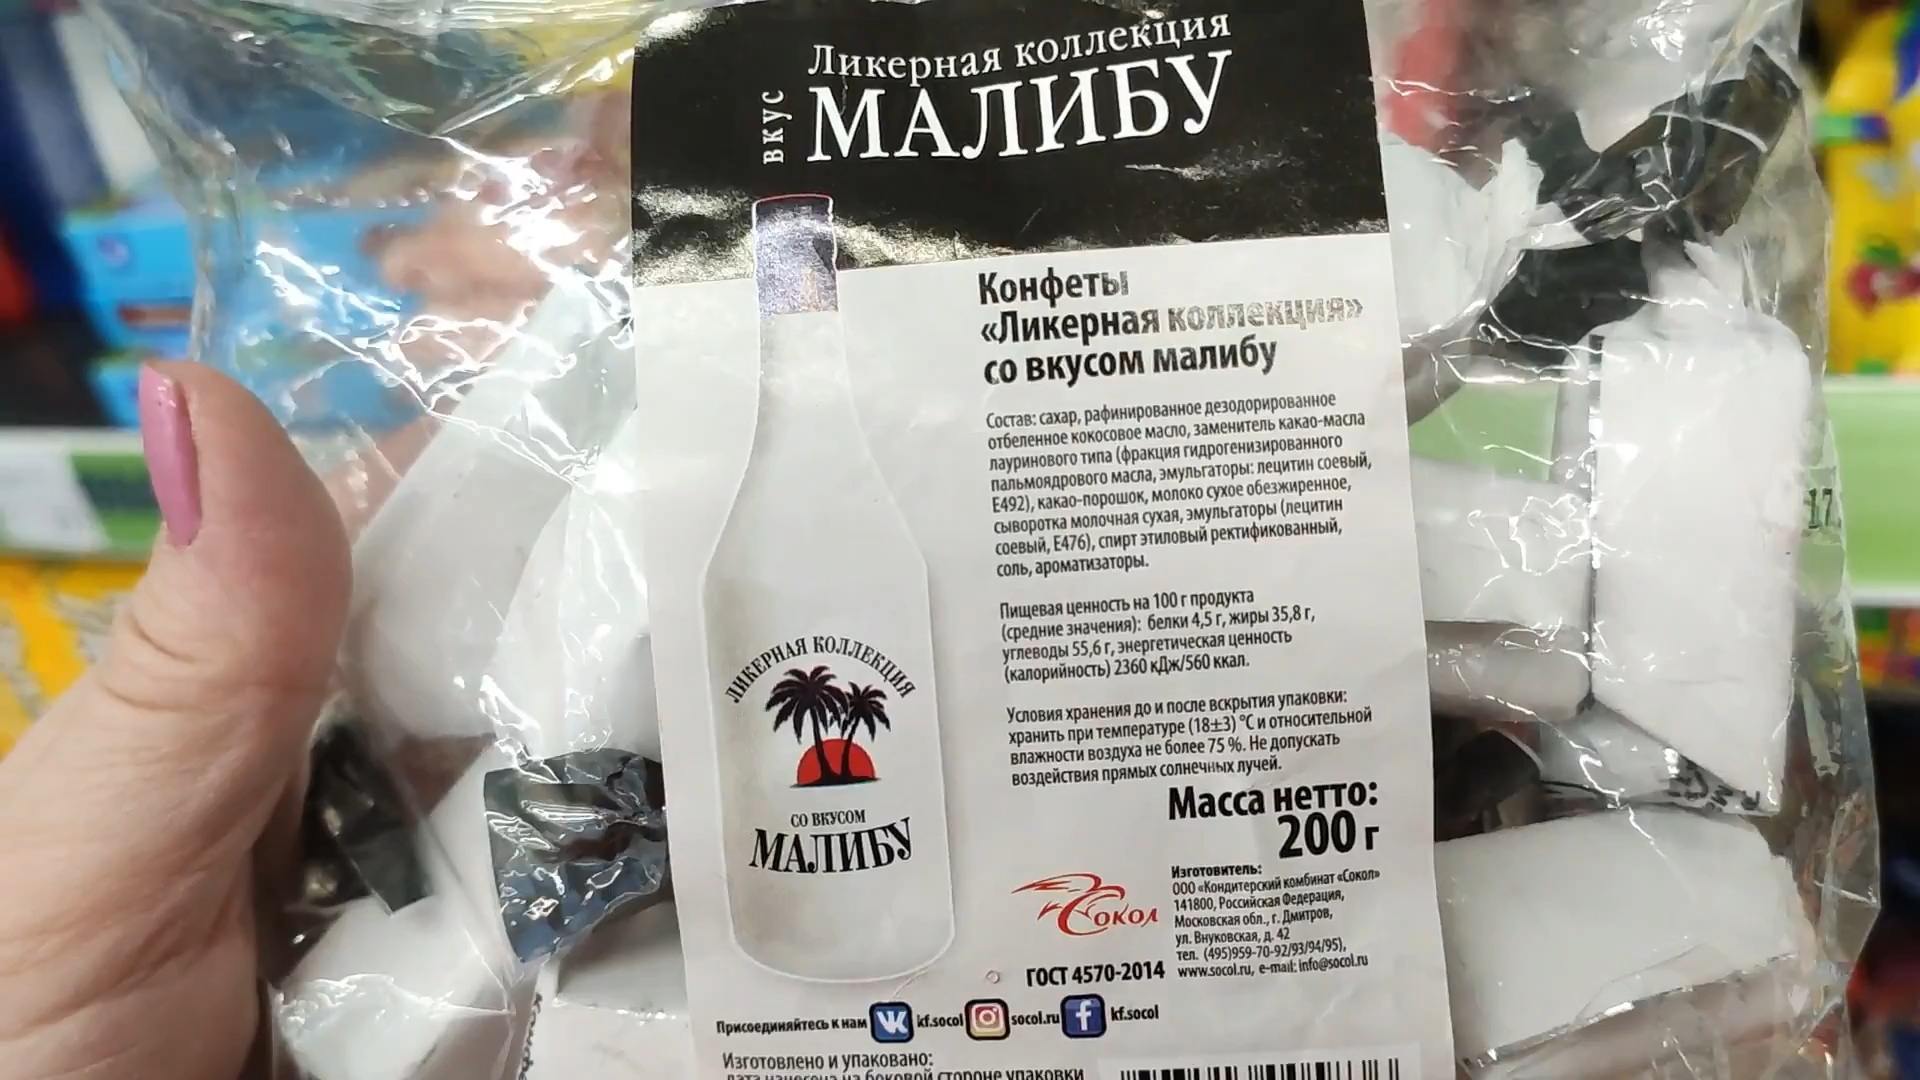 Ликерная коллекция
вкус
МАЛИБУ
Конфеты
«Ликерная коллекция»
со вкусом малибу
Состав: сахар, рафинированное дезодорированное
отбеленное кокосовое масло, заменитель какао-масла
лауринового типа (фракция гидрогенизированного
пальмоядрового масла, эмульгаторы: лецитин соевый,
Е492), какао-порошок, молоко сухое обезжиренное,
сыворотка молочная сухая, эмульгаторы (лецитин
соевый, Е476), спирт этиловый ректификованный,
соль, ароматизаторы.
Пищевая ценность на 100 г продукта
(средние значения): белки 4,5 г, жиры 35,8 г,
углеводы 55,6 г, энергетическая ценность
(калорийность) 2360 кДж/560 ккал.
Условия хранения до и после вскрытия упаковки:
хранить при температуре (18±3) °С и относительной
влажности воздуха не более 75 %. Не допускать
воздействия прямых солнечных лучей.
Масса нетто:
200 г
ЛИКЕРНАЯ КОЛЛЕКЦИЯ
СО ВКУСОМ
МАЛИБУ
Сокол
Изготовитель:
ООО «Кондитерский комбинат «Сокол»
141800, Российская Федерация,
Московская обл., г. Дмитров,
ул. Внуковская, д. 42
тел. (495)959-70-92/93/94/95),
www.socol.ru, e-mail: info@socol.ru
ГОСТ 4570-2014
Присоединяйтесь к нам kf.socol socol.ru kf.socol
Изготовлено и упаковано:
дата нанесена на боковой стороне упаковки
17.